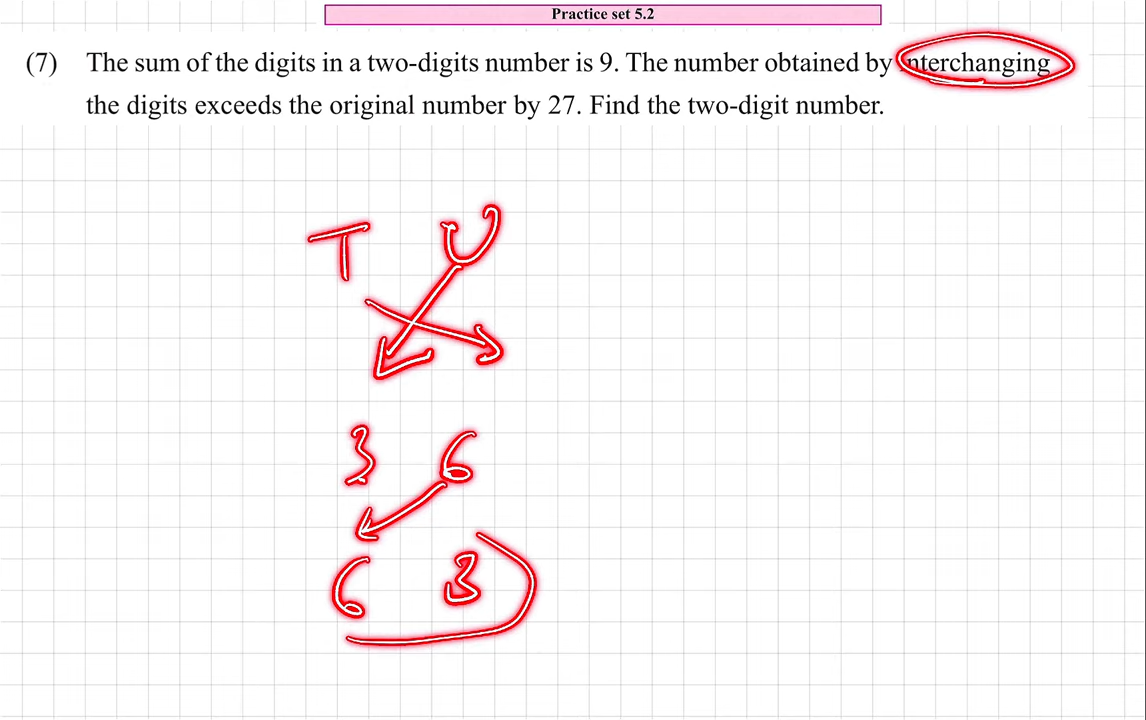 Practice set 5.2
(7) The sum of the digits in a two-digits number is 9. The number obtained by interchanging
the digits exceeds the original number by 27. Find the two-digit number.
T U
3 6
6 3